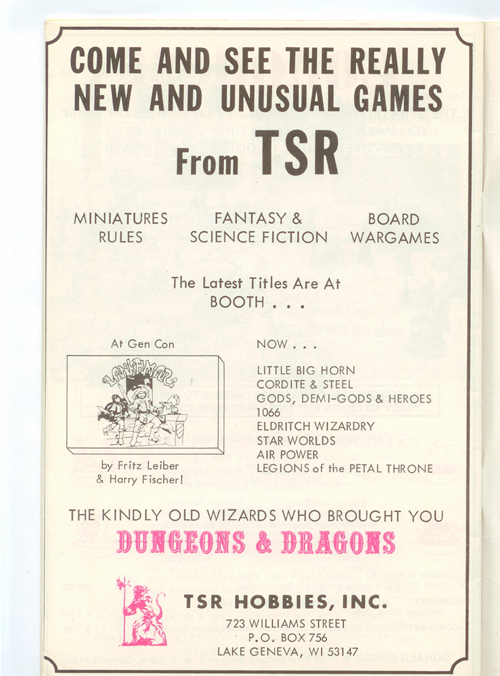 COME AND SEE THE REALLY
NEW AND UNUSUAL GAMES
From TSR
MINIATURES RULES
FANTASY & SCIENCE FICTION
BOARD WARGAMES
The Latest Titles Are At
BOOTH . . .
At Gen Con
LANKHMAR
by Fritz Leiber
& Harry Fischer!
NOW . . .
LITTLE BIG HORN
CORDITE & STEEL
GODS, DEMI-GODS & HEROES
1066
ELDRITCH WIZARDRY
STAR WORLDS
AIR POWER
LEGIONS of the PETAL THRONE
THE KINDLY OLD WIZARDS WHO BROUGHT YOU
DUNGEONS & DRAGONS
TSR HOBBIES, INC.
723 WILLIAMS STREET
P.O. BOX 756
LAKE GENEVA, WI 53147